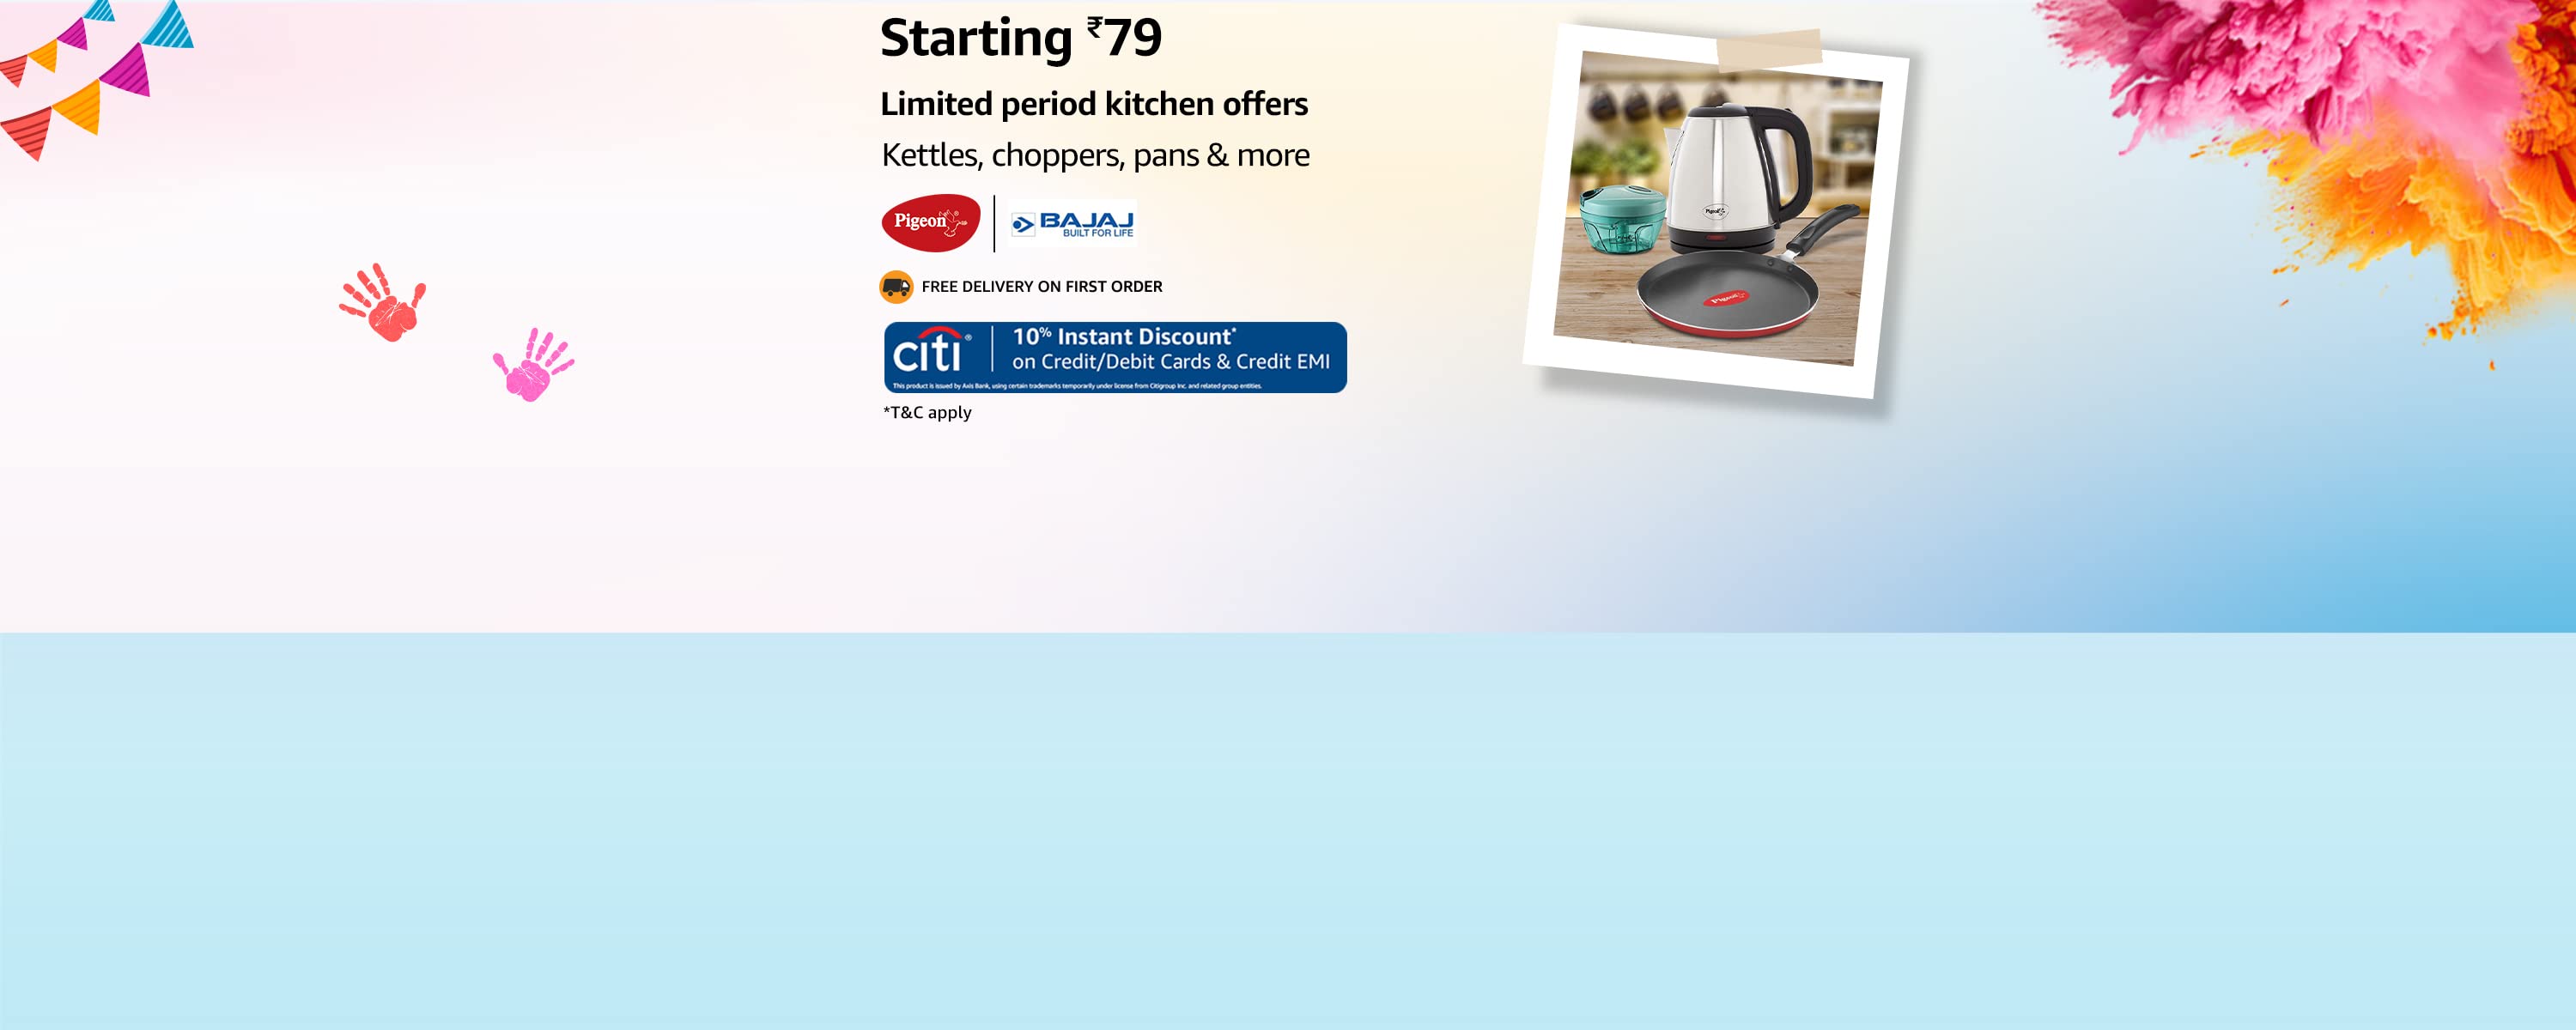 Starting ₹79
Limited period kitchen offers
Kettles, choppers, pans & more
Pigeon
BAJAJ
BUILT FOR LIFE
FREE DELIVERY ON FIRST ORDER
citi
10% Instant Discount*
on Credit/Debit Cards & Credit EMI
This product is issued by Axis Bank, using certain trademarks temporarily under license from Citigroup Inc. and related group entities.
*T&C apply
Pigeon
Pigeon